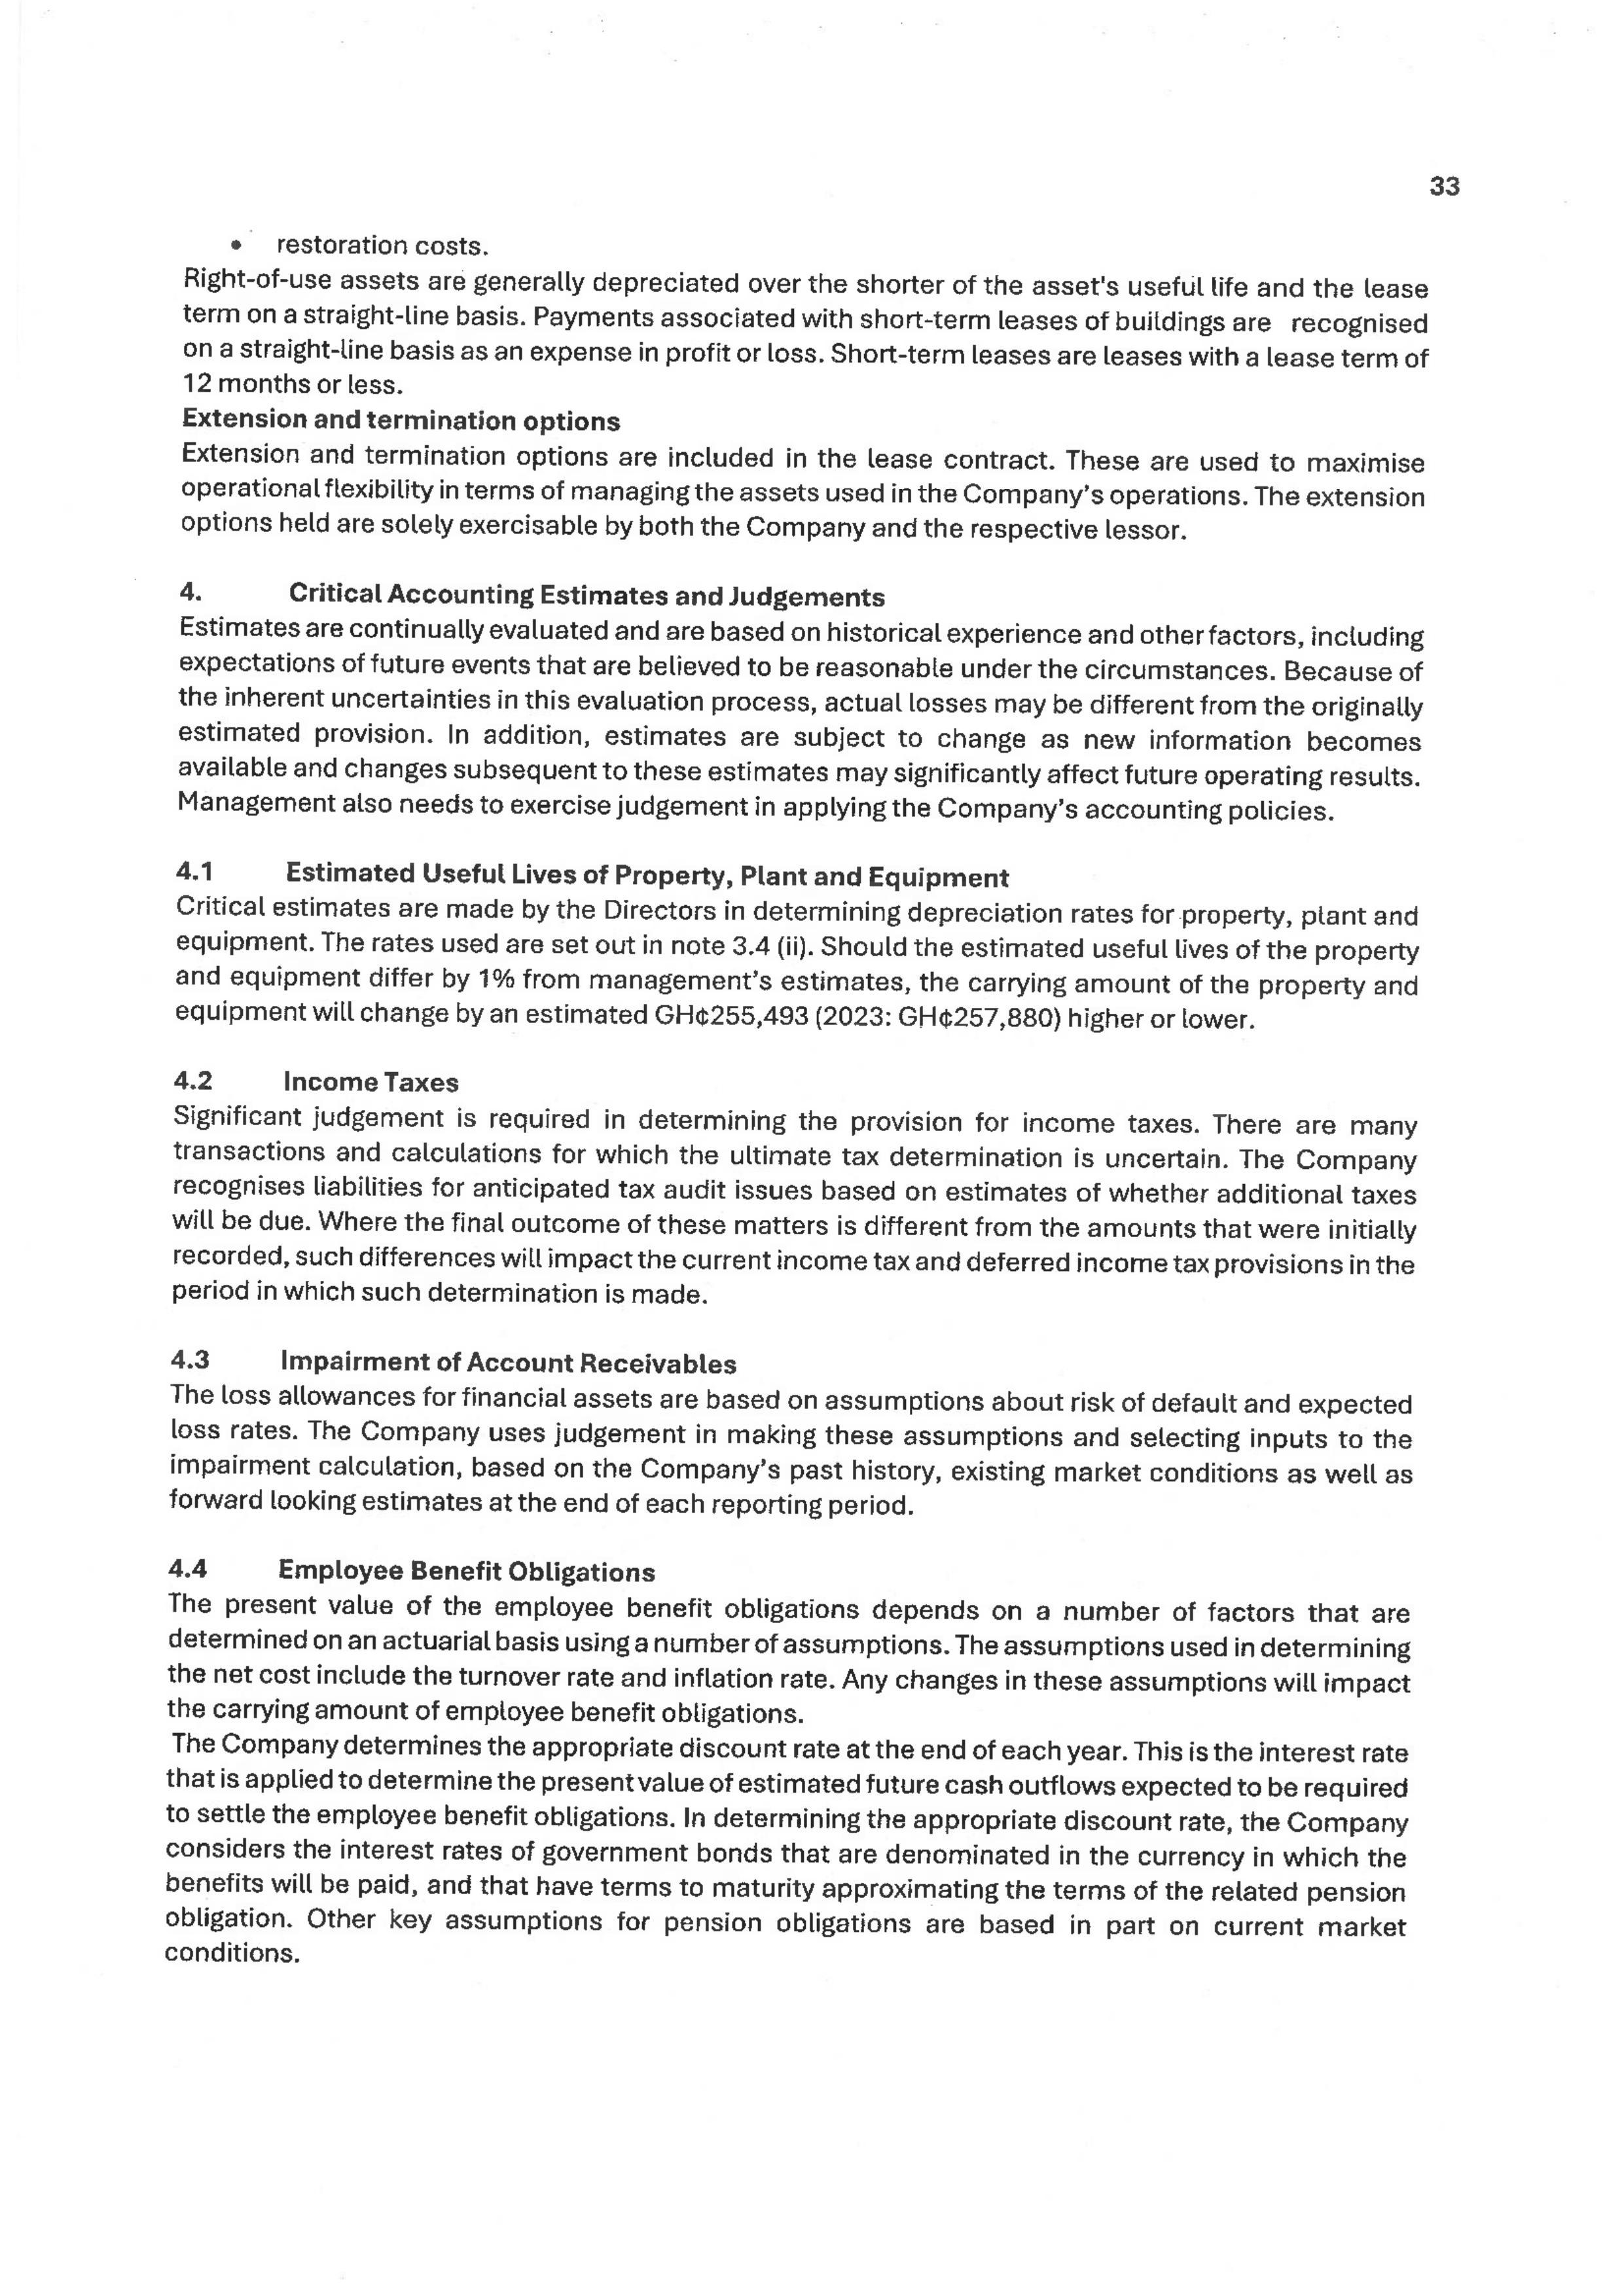 33
• restoration costs.
Right-of-use assets are generally depreciated over the shorter of the asset's useful life and the lease
term on a straight-line basis. Payments associated with short-term leases of buildings are recognised
on a straight-line basis as an expense in profit or loss. Short-term leases are leases with a lease term of
12 months or less.
Extension and termination options
Extension and termination options are included in the lease contract. These are used to maximise
operational flexibility in terms of managing the assets used in the Company's operations. The extension
options held are solely exercisable by both the Company and the respective lessor.
4. Critical Accounting Estimates and Judgements
Estimates are continually evaluated and are based on historical experience and other factors, including
expectations of future events that are believed to be reasonable under the circumstances. Because of
the inherent uncertainties in this evaluation process, actual losses may be different from the originally
estimated provision. In addition, estimates are subject to change as new information becomes
available and changes subsequent to these estimates may significantly affect future operating results.
Management also needs to exercise judgement in applying the Company's accounting policies.
4.1 Estimated Useful Lives of Property, Plant and Equipment
Critical estimates are made by the Directors in determining depreciation rates for property, plant and
equipment. The rates used are set out in note 3.4 (ii). Should the estimated useful lives of the property
and equipment differ by 1% from management's estimates, the carrying amount of the property and
equipment will change by an estimated GH¢255,493 (2023: GH¢257,880) higher or lower.
4.2 Income Taxes
Significant judgement is required in determining the provision for income taxes. There are many
transactions and calculations for which the ultimate tax determination is uncertain. The Company
recognises liabilities for anticipated tax audit issues based on estimates of whether additional taxes
will be due. Where the final outcome of these matters is different from the amounts that were initially
recorded, such differences will impact the current income tax and deferred income tax provisions in the
period in which such determination is made.
4.3 Impairment of Account Receivables
The loss allowances for financial assets are based on assumptions about risk of default and expected
loss rates. The Company uses judgement in making these assumptions and selecting inputs to the
impairment calculation, based on the Company's past history, existing market conditions as well as
forward looking estimates at the end of each reporting period.
4.4 Employee Benefit Obligations
The present value of the employee benefit obligations depends on a number of factors that are
determined on an actuarial basis using a number of assumptions. The assumptions used in determining
the net cost include the turnover rate and inflation rate. Any changes in these assumptions will impact
the carrying amount of employee benefit obligations.
The Company determines the appropriate discount rate at the end of each year. This is the interest rate
that is applied to determine the present value of estimated future cash outflows expected to be required
to settle the employee benefit obligations. In determining the appropriate discount rate, the Company
considers the interest rates of government bonds that are denominated in the currency in which the
benefits will be paid, and that have terms to maturity approximating the terms of the related pension
obligation. Other key assumptions for pension obligations are based in part on current market
conditions.